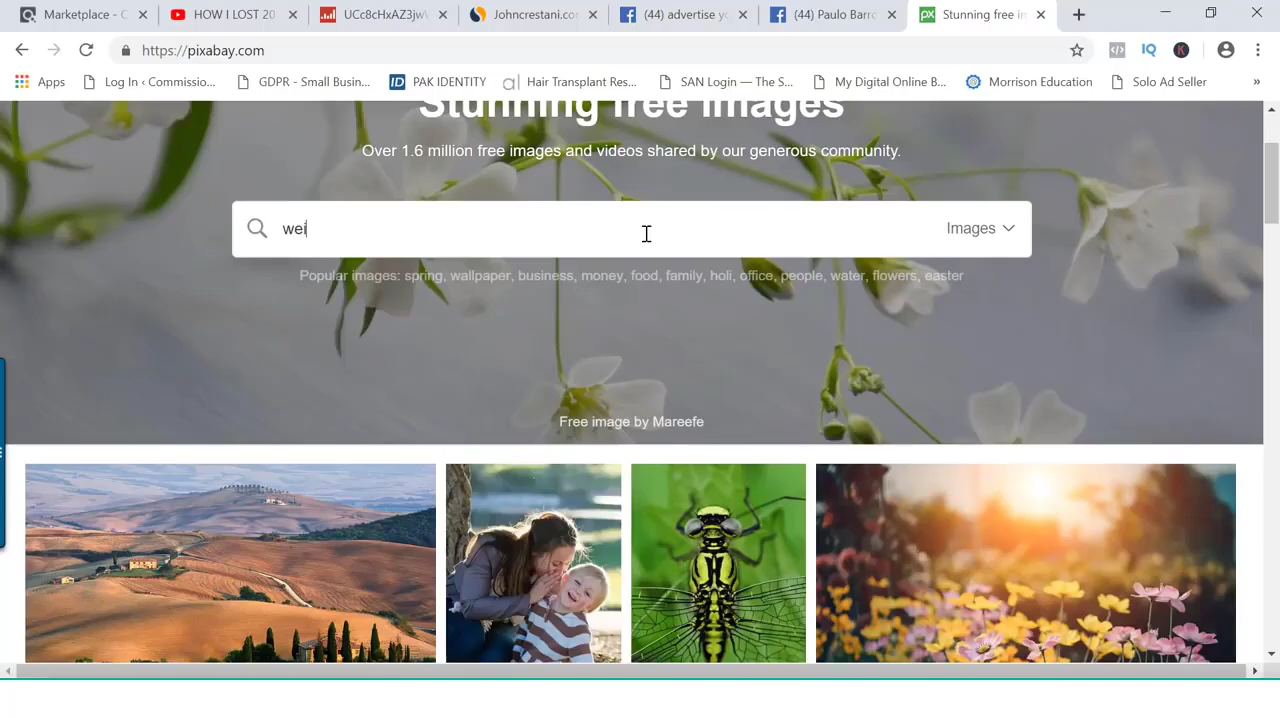 Marketplace - C
HOW I LOST 20
UCc8cHxAZ3jw
Johncrestani.co
(44) advertise y
(44) Paulo Barr
Stunning free in
https://pixabay.com
Apps
Log In ‹ Commissio...
GDPR - Small Busin...
PAK IDENTITY
Hair Transplant Res...
SAN Login — The S...
My Digital Online B...
Morrison Education
Solo Ad Seller
»
Stunning free images
Over 1.6 million free images and videos shared by our generous community.
wei
Images
Popular images: spring, wallpaper, business, money, food, family, holi, office, people, water, flowers, easter
Free image by Mareefe